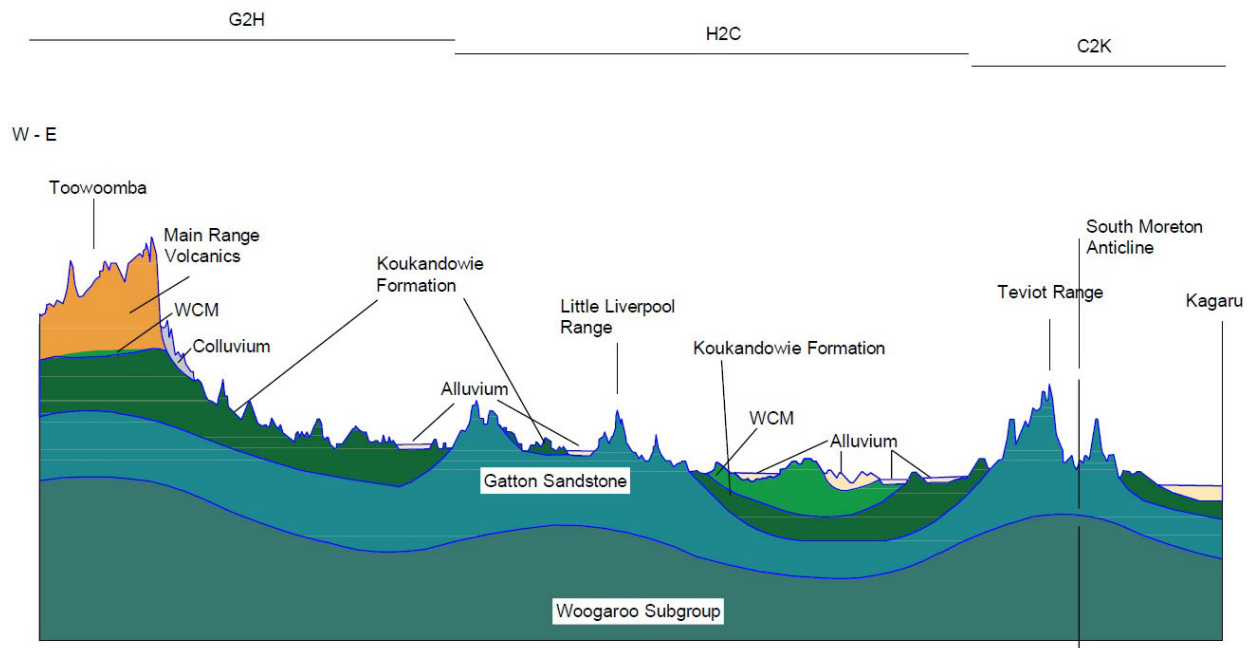 G2H
H2C
C2K
W - E
Toowoomba
Main Range
Volcanics
WCM
Colluvium
Koukandowie
Formation
Alluvium
Little Liverpool
Range
Gatton Sandstone
Koukandowie Formation
WCM
Alluvium
South Moreton
Anticline
Teviot Range
Kagaru
Woogaroo Subgroup